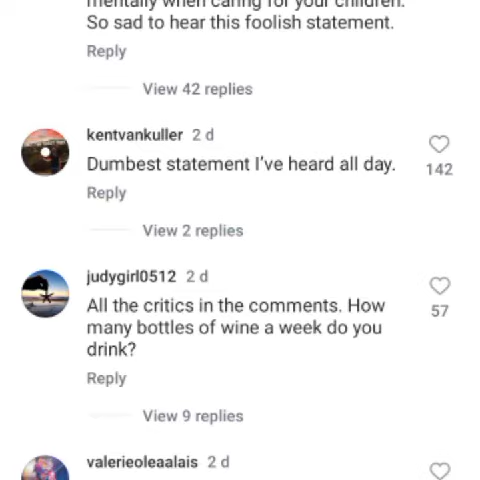 mentally when caring for your children.
So sad to hear this foolish statement.
Reply
View 42 replies
kentvankuller 2 d
Dumbest statement I've heard all day.
142
Reply
View 2 replies
judygirl0512 2 d
All the critics in the comments. How
57
many bottles of wine a week do you
drink?
Reply
View 9 replies
valerieoleaalais 2 d